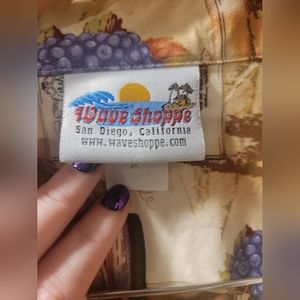 Wave Shoppe
San Diego, California
www.waveshoppe.com